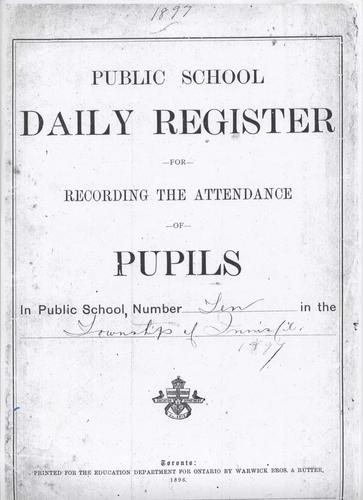 1897
PUBLIC SCHOOL
DAILY REGISTER
—FOR—
RECORDING THE ATTENDANCE
—OF—
PUPILS
In Public School, Number Ten in the
Township of Innisfil
1897
Toronto:
PRINTED FOR THE EDUCATION DEPARTMENT FOR ONTARIO BY WARWICK BROS. & RUTTER,
1896.